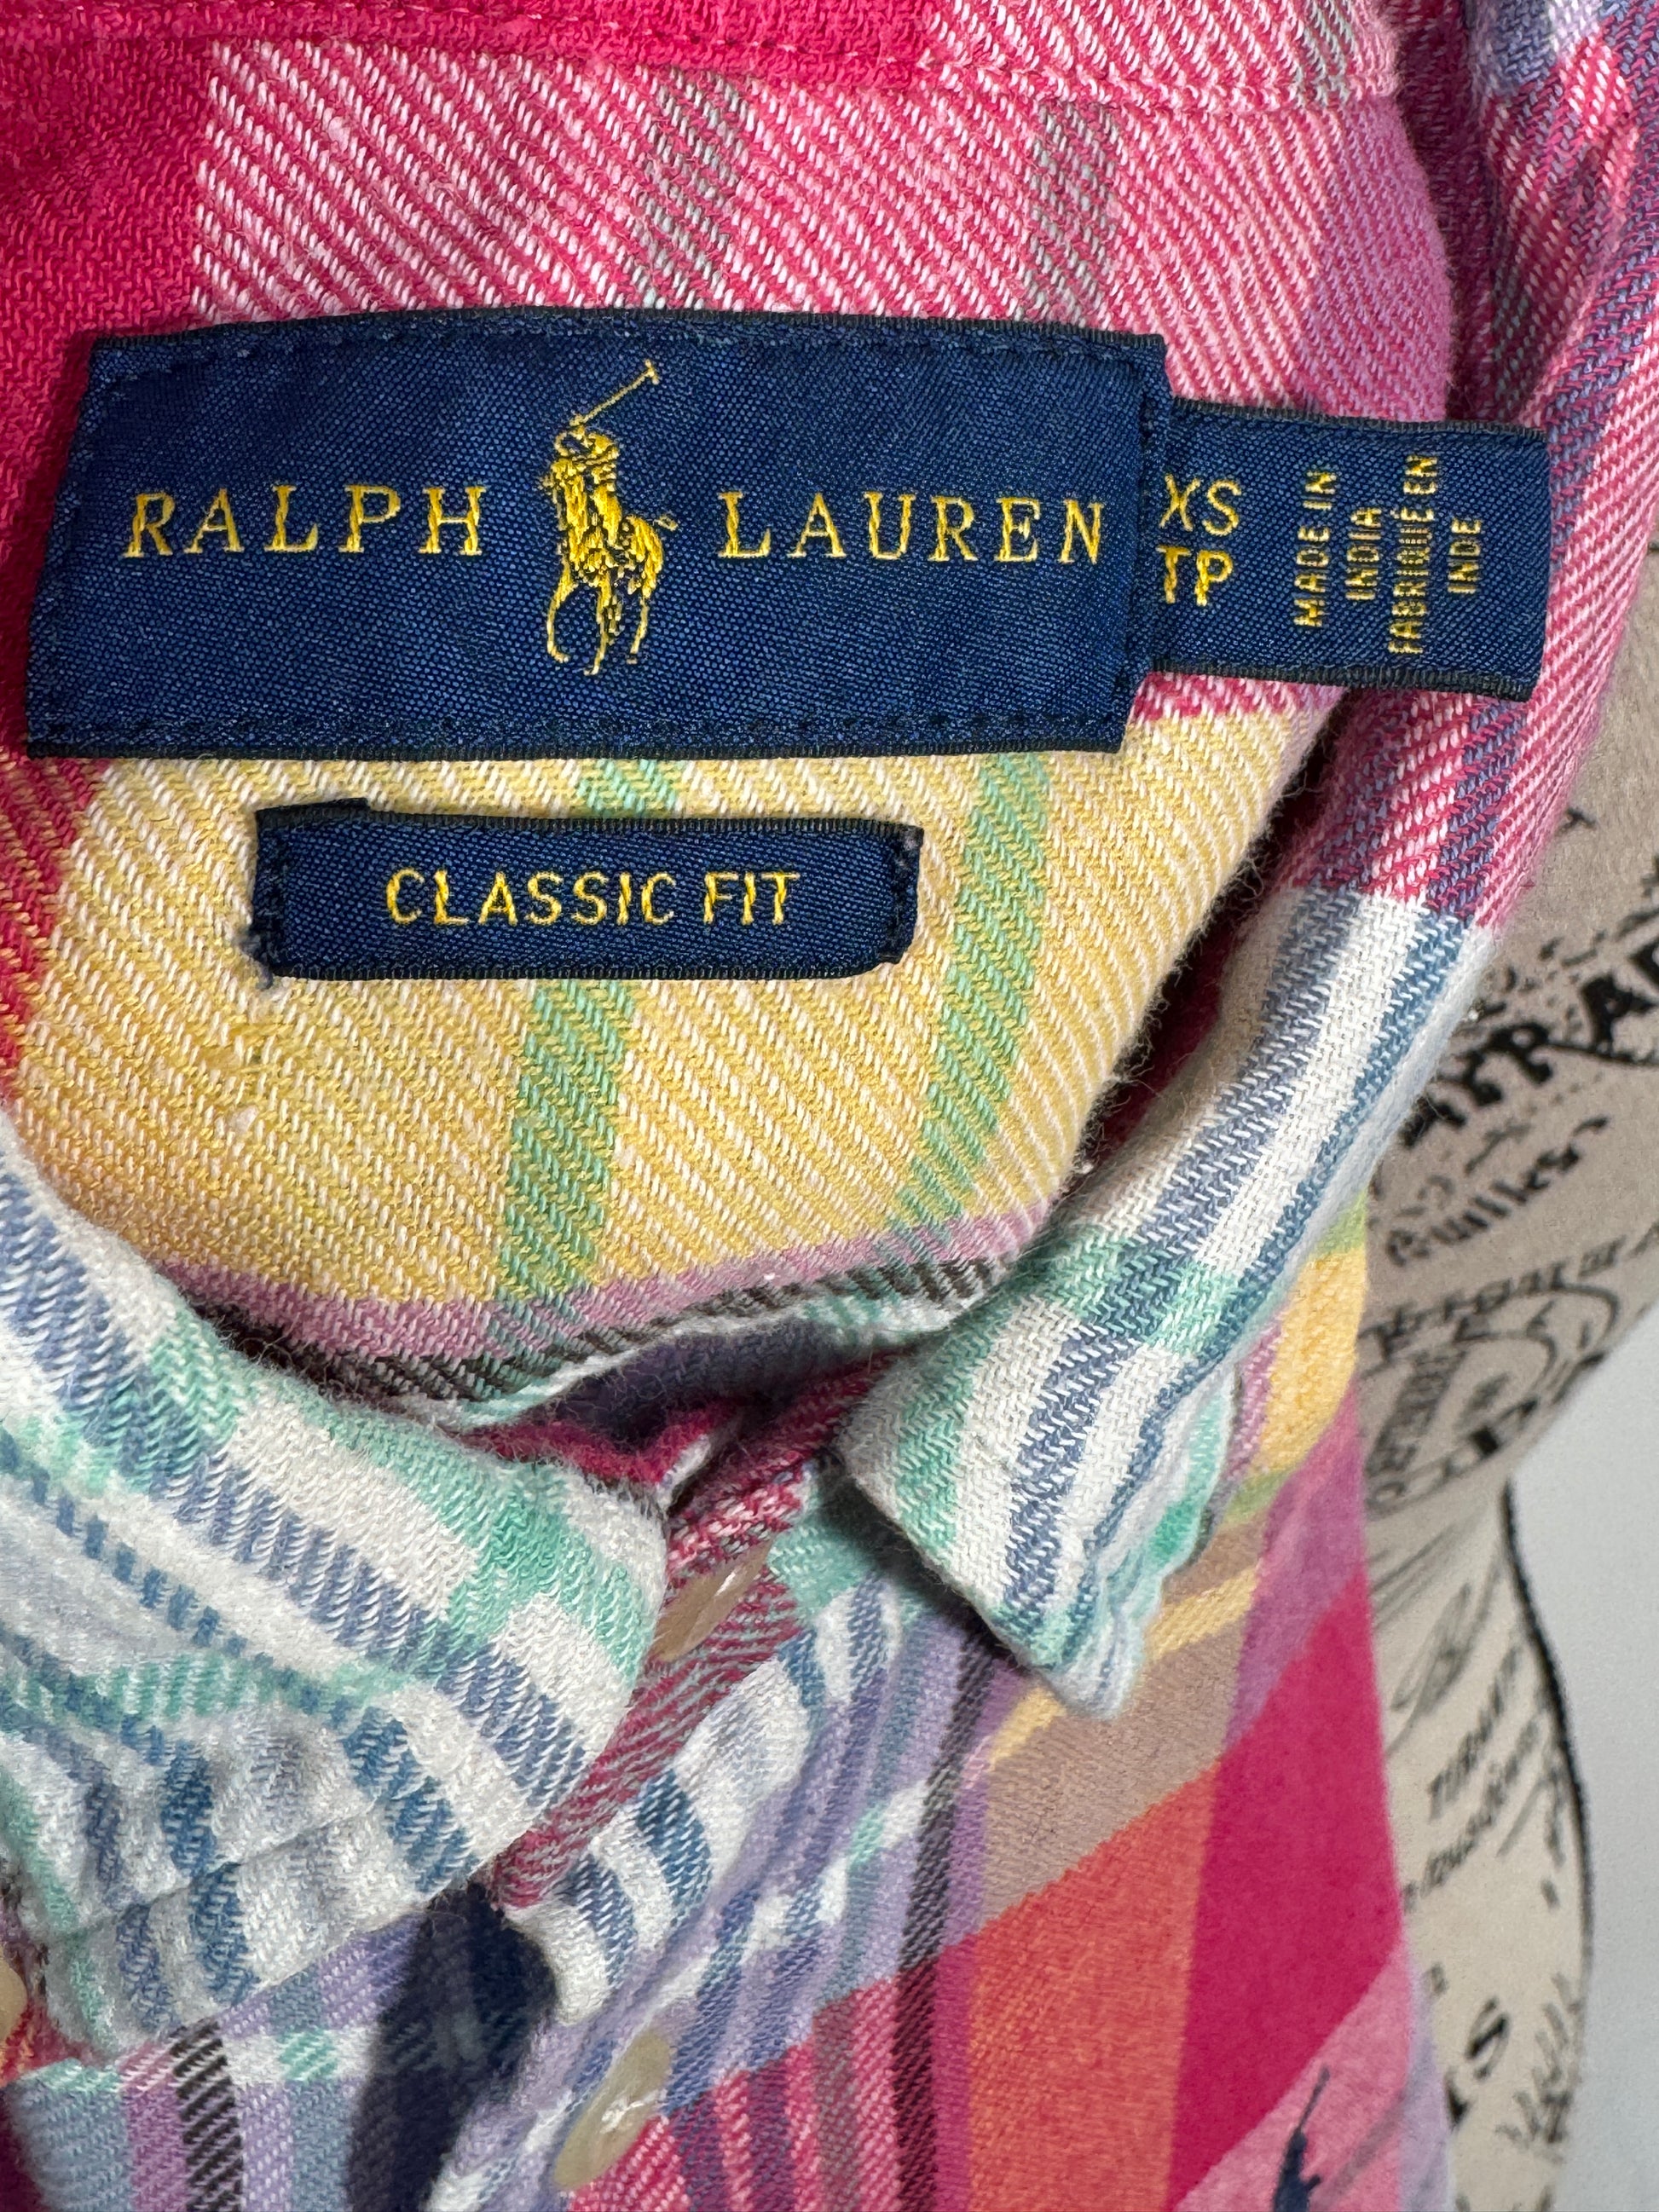 RALPH LAUREN
XS
TP
MADE IN
INDIA
FABRIQUÉ EN
INDE
CLASSIC FIT